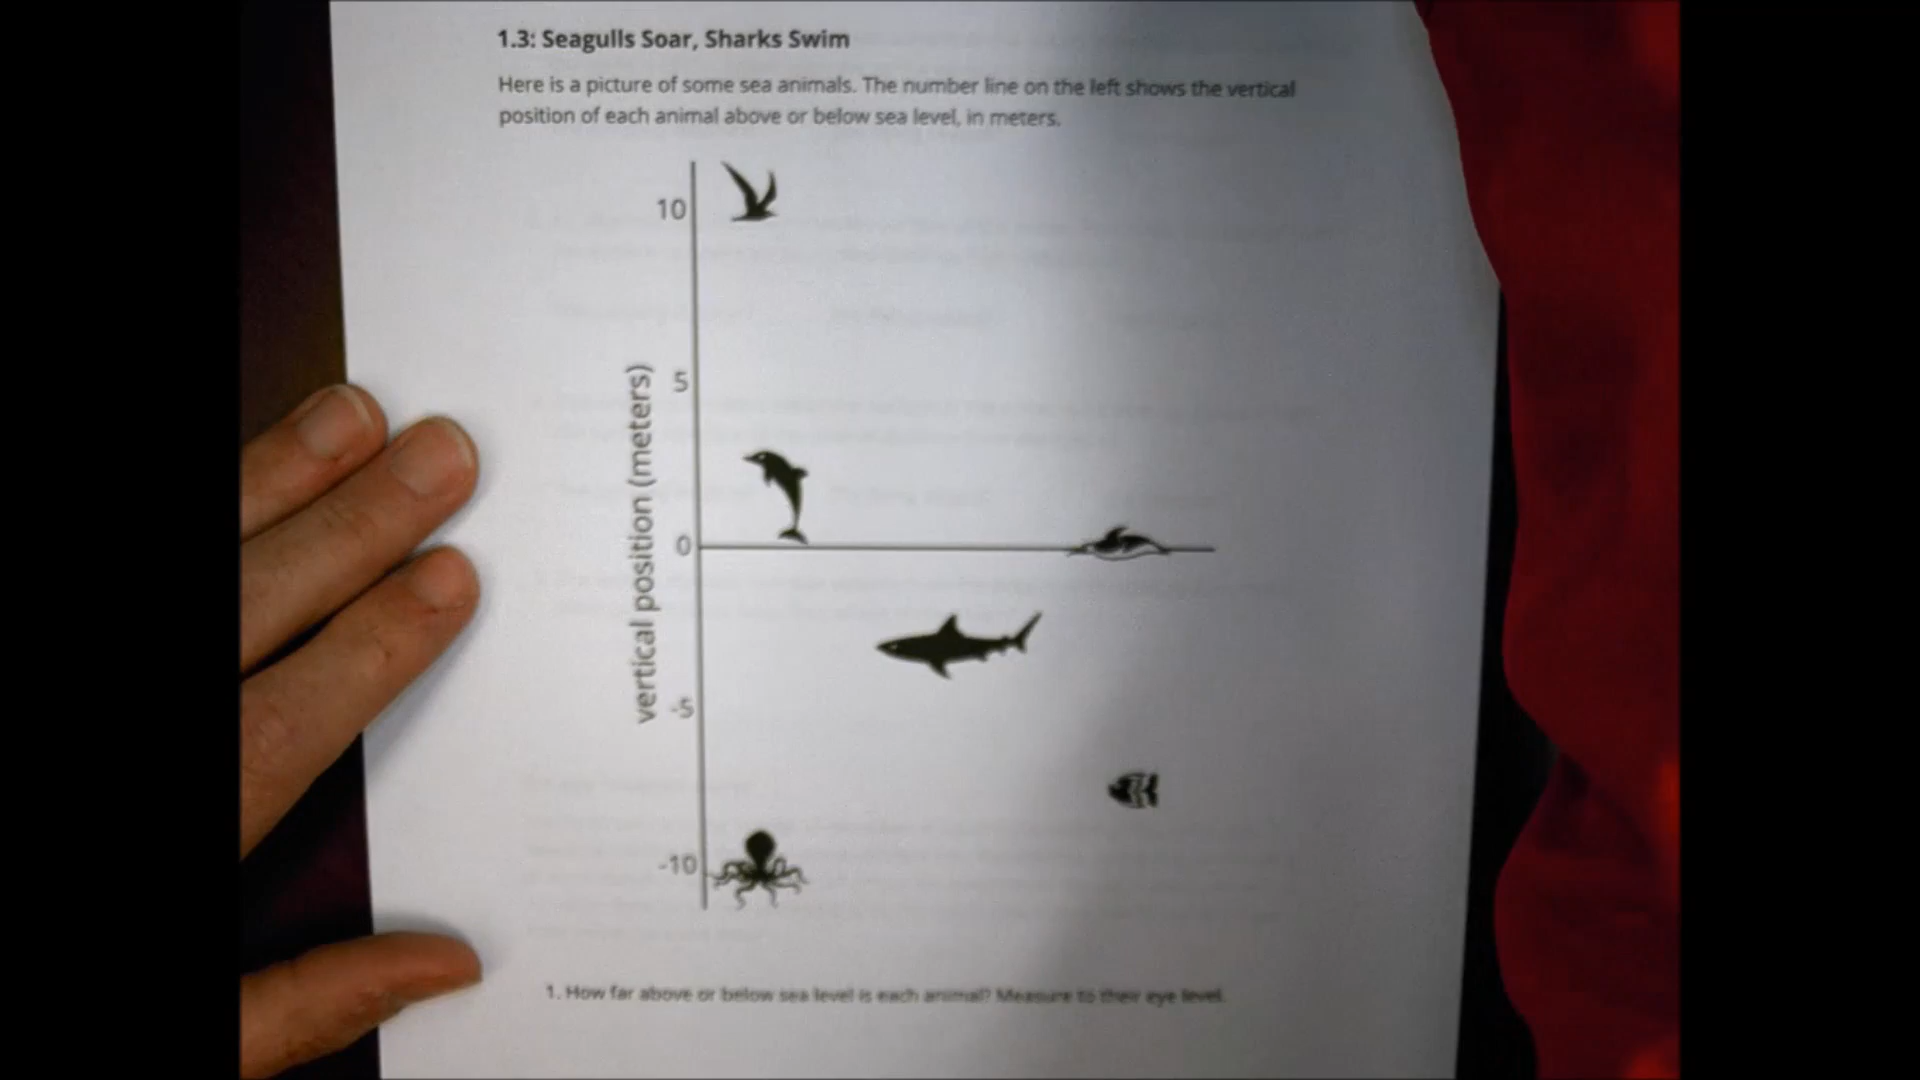 1.3: Seagulls Soar, Sharks Swim
Here is a picture of some sea animals. The number line on the left shows the vertical
position of each animal above or below sea level, in meters.
10
5
vertical position (meters)
0
-5
-10
1. How far above or below sea level is each animal? Measure to their eye level.